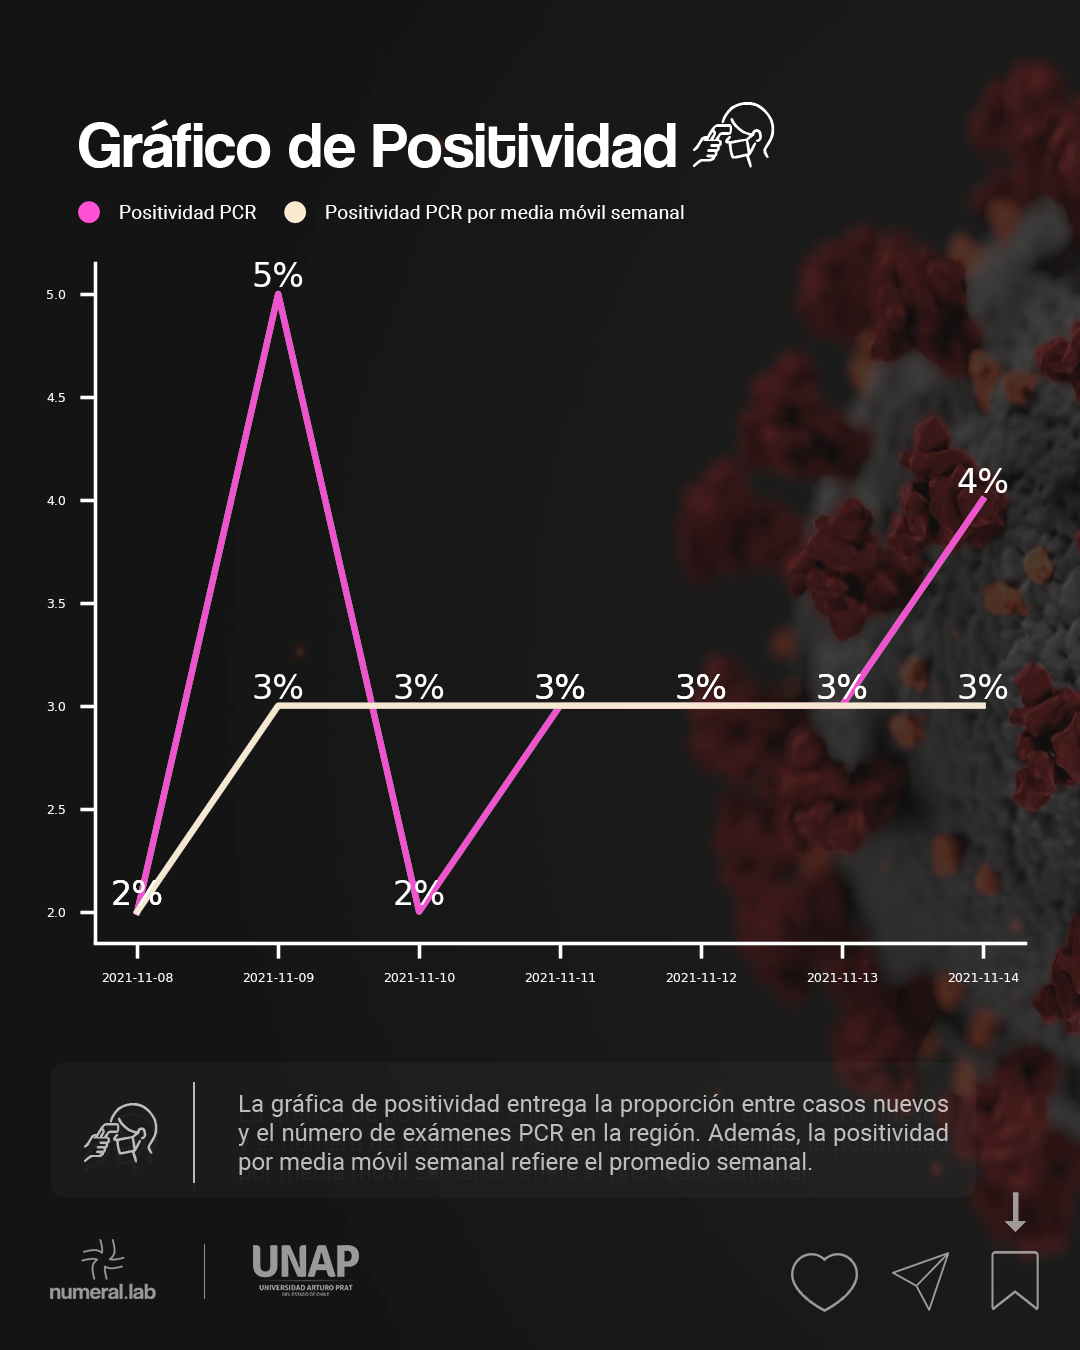 Gráfico de Positividad
Positividad PCR
Positividad PCR por media móvil semanal
5%
5.0
4.5
4%
4.0
3.5
3% 3% 3% 3% 3% 3%
3.0
2.5
2% 2%
2.0
2021-11-08 2021-11-09 2021-11-10 2021-11-11 2021-11-12 2021-11-13 2021-11-14
La gráfica de positividad entrega la proporción entre casos nuevos
y el número de exámenes PCR en la región. Además, la positividad
por media móvil semanal refiere el promedio semanal.
numeral.lab
UNAP
UNIVERSIDAD ARTURO PRAT
DEL ESTADO DE CHILE